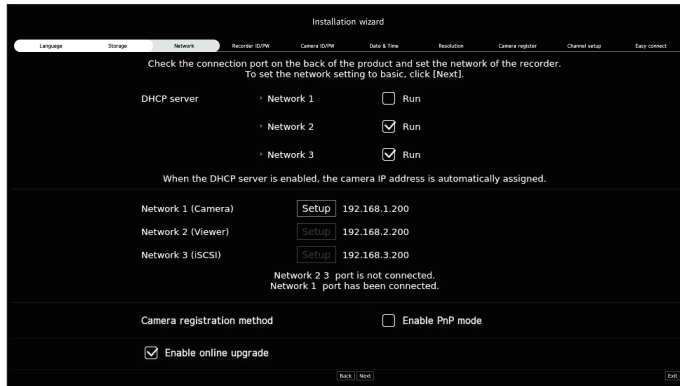 Installation wizard
Language Storage Network Recorder ID/PW Camera ID/PW Date & Time Resolution Camera register Channel setup Easy connect
Check the connection port on the back of the product and set the network of the recorder.
To set the network setting to basic, click [Next].
DHCP server Network 1 Run
Network 2 Run
Network 3 Run
When the DHCP server is enabled, the camera IP address is automatically assigned.
Network 1 (Camera) Setup 192.168.1.200
Network 2 (Viewer) Setup 192.168.2.200
Network 3 (iSCSI) Setup 192.168.3.200
Network 2 3 port is not connected.
Network 1 port has been connected.
Camera registration method Enable PnP mode
Enable online upgrade
Back Next Exit